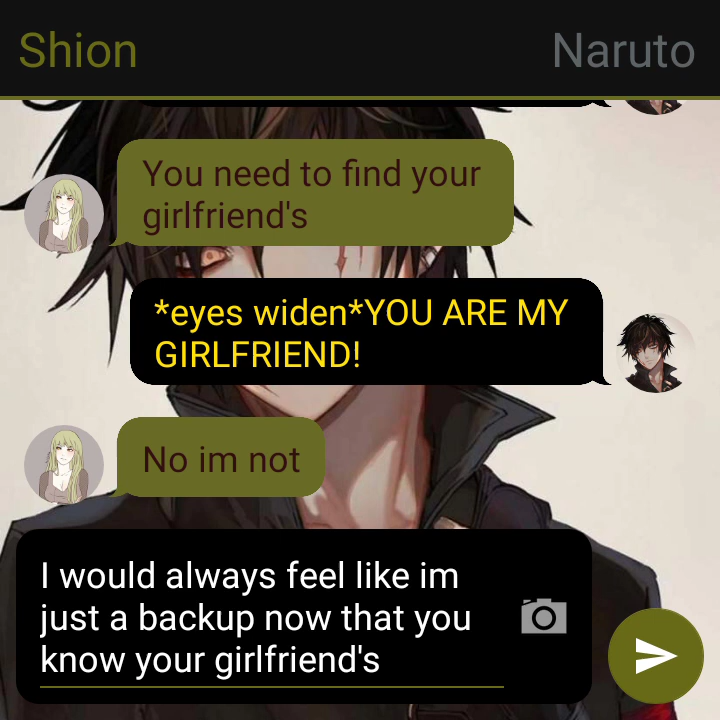 Shion
Naruto
You need to find your
girlfriend's
*eyes widen*YOU ARE MY
GIRLFRIEND!
No im not
I would always feel like im
just a backup now that you
know your girlfriend's